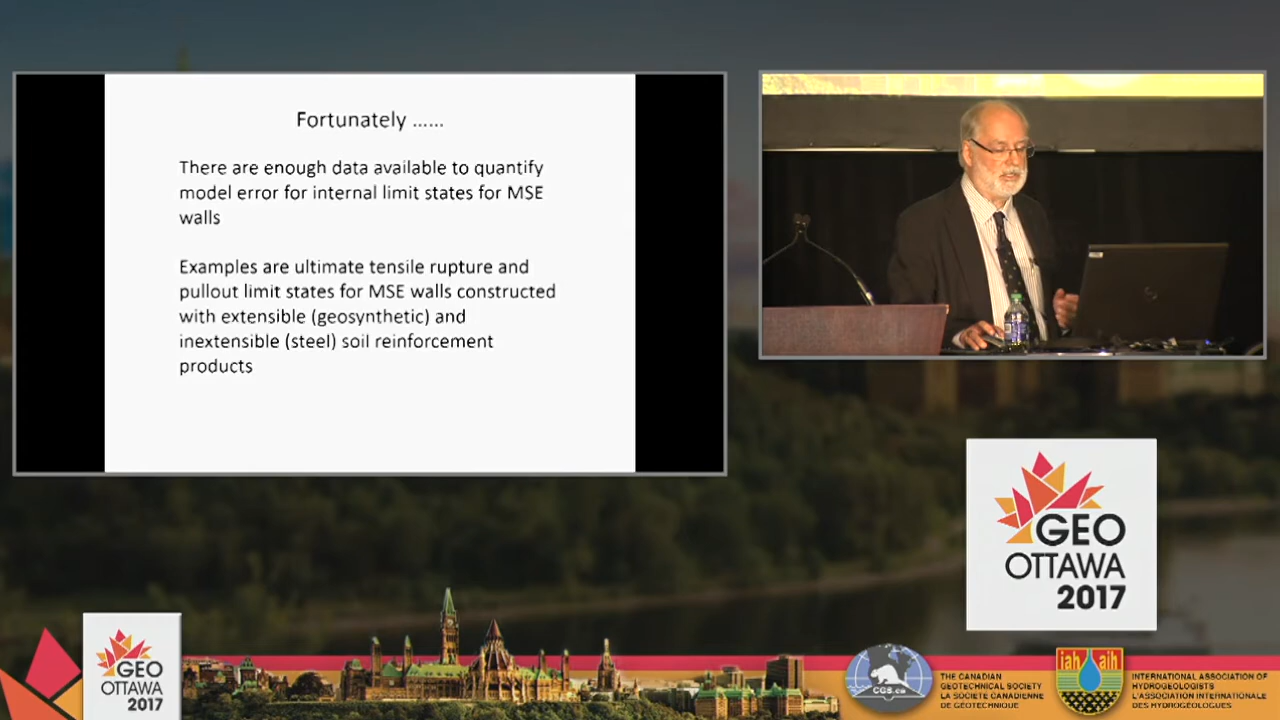 Fortunately ......
There are enough data available to quantify
model error for internal limit states for MSE
walls
Examples are ultimate tensile rupture and
pullout limit states for MSE walls constructed
with extensible (geosynthetic) and
inextensible (steel) soil reinforcement
products
GEO
OTTAWA
2017
GEO
OTTAWA
2017
CGS.ca
THE CANADIAN
GEOTECHNICAL SOCIETY
LA SOCIÉTÉ CANADIENNE
DE GÉOTECHNIQUE
iah aih
INTERNATIONAL ASSOCIATION OF
HYDROGEOLOGISTS
L'ASSOCIATION INTERNATIONALE
DES HYDROGÉOLOGUES